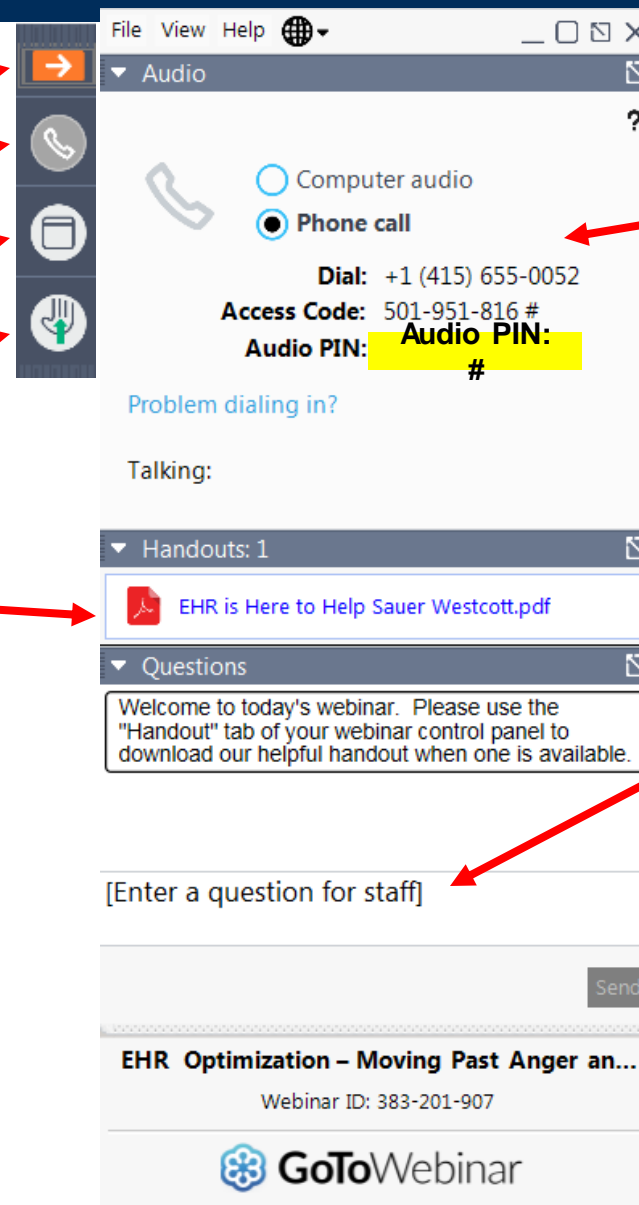 File View Help
Audio
?
Computer audio
Phone call
Dial: +1 (415) 655-0052
Access Code: 501-951-816 #
Audio PIN: Audio PIN:
#
Problem dialing in?
Talking:
Handouts: 1
EHR is Here to Help Sauer Westcott.pdf
Questions
Welcome to today's webinar. Please use the
"Handout" tab of your webinar control panel to
download our helpful handout when one is available.
[Enter a question for staff]
Send
EHR Optimization – Moving Past Anger an...
Webinar ID: 383-201-907
GoToWebinar